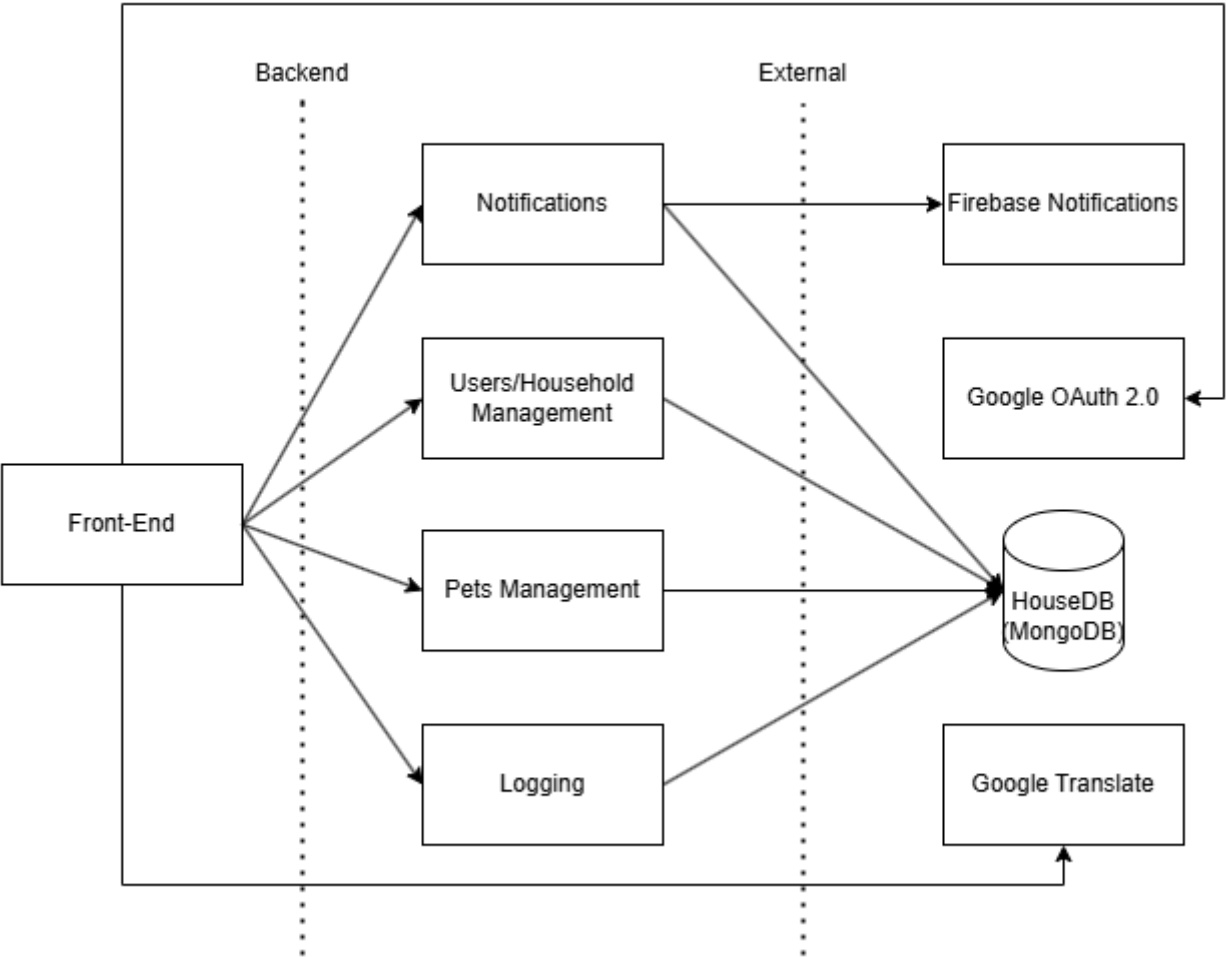 Backend
External
Notifications
Firebase Notifications
Users/Household
Management
Google OAuth 2.0
Front-End
Pets Management
HouseDB
(MongoDB)
Logging
Google Translate